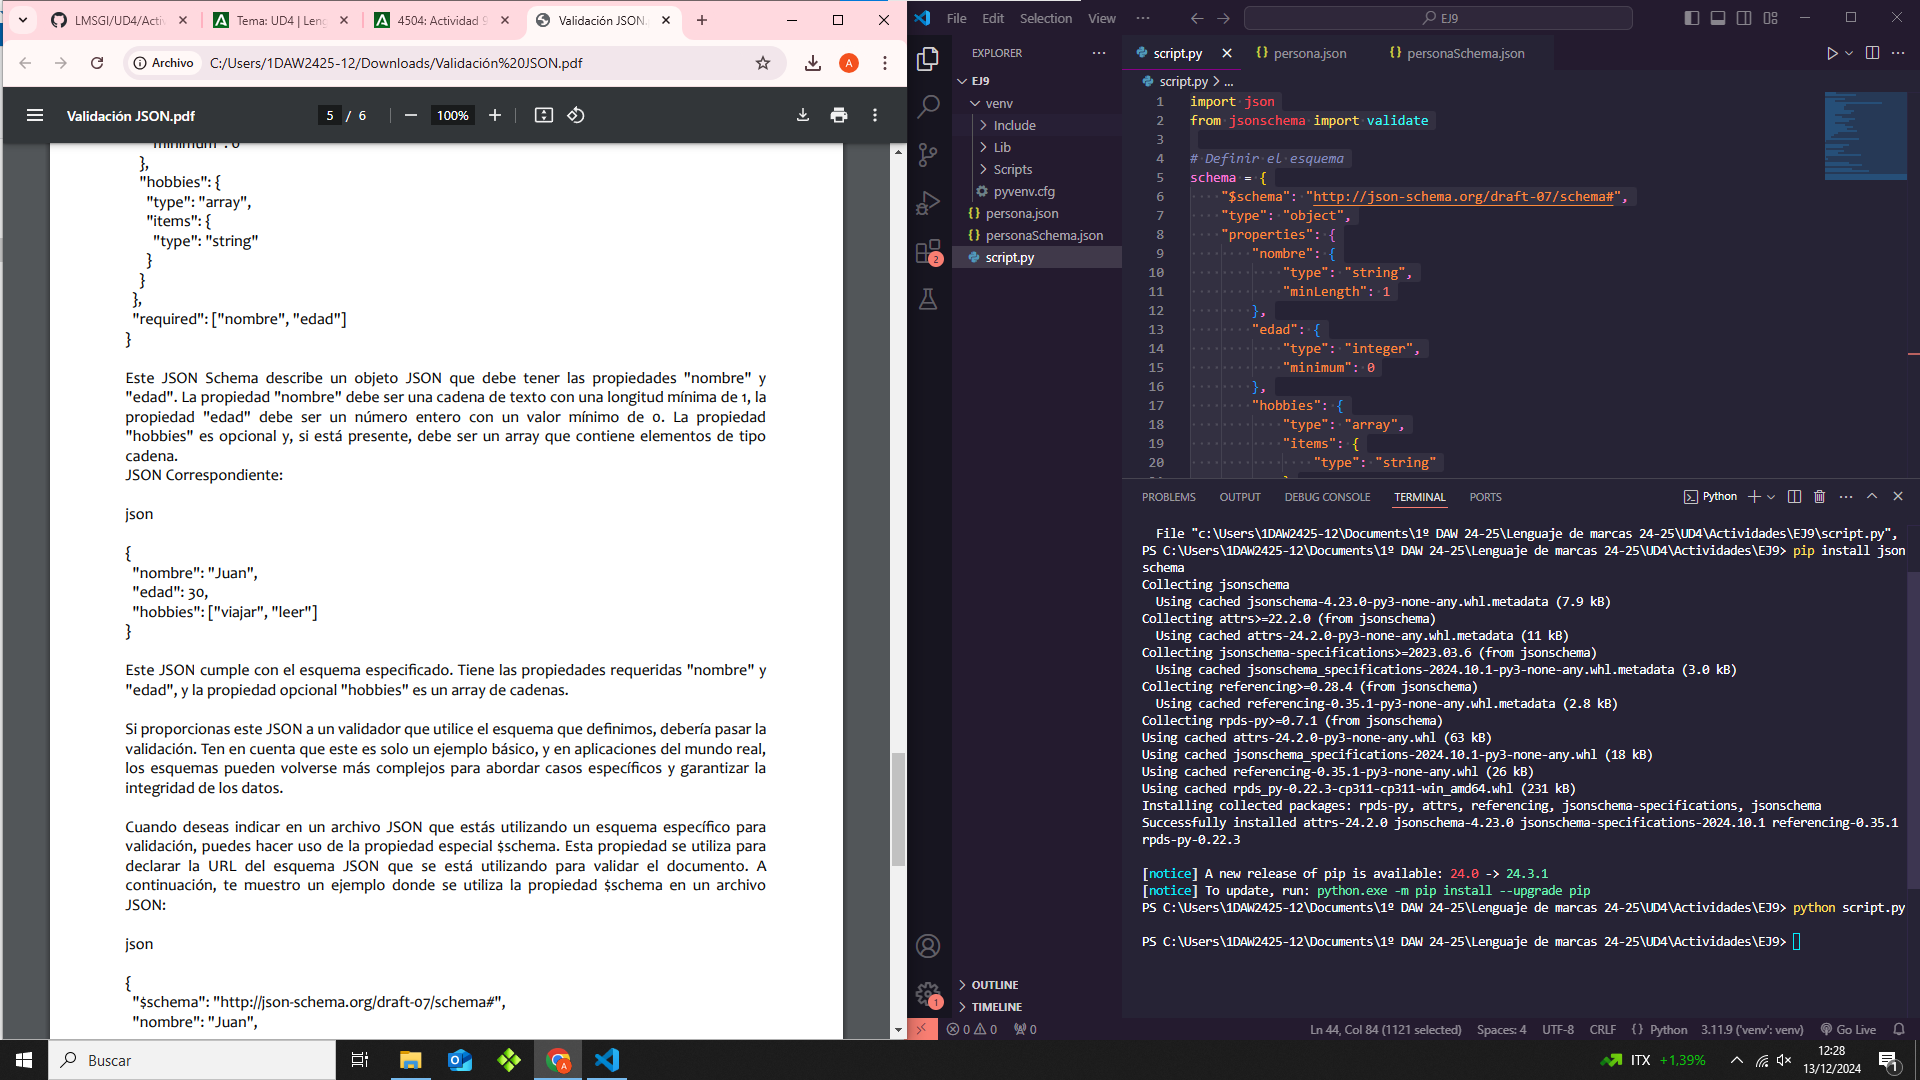 LMSGI/UD4/Activ
Tema: UD4 | Leng
4504: Actividad 9
Validación JSON.
Archivo
C:/Users/1DAW2425-12/Downloads/Validación%20JSON.pdf
A
Validación JSON.pdf
5 / 6
100%
"minimum": 0
},
"hobbies": {
"type": "array",
"items": {
"type": "string"
}
}
},
"required": ["nombre", "edad"]
}
Este JSON Schema describe un objeto JSON que debe tener las propiedades "nombre" y
"edad". La propiedad "nombre" debe ser una cadena de texto con una longitud mínima de 1, la
propiedad "edad" debe ser un número entero con un valor mínimo de 0. La propiedad
"hobbies" es opcional y, si está presente, debe ser un array que contiene elementos de tipo
cadena.
JSON Correspondiente:
json
{
"nombre": "Juan",
"edad": 30,
"hobbies": ["viajar", "leer"]
}
Este JSON cumple con el esquema especificado. Tiene las propiedades requeridas "nombre" y
"edad", y la propiedad opcional "hobbies" es un array de cadenas.
Si proporcionas este JSON a un validador que utilice el esquema que definimos, debería pasar la
validación. Ten en cuenta que este es solo un ejemplo básico, y en aplicaciones del mundo real,
los esquemas pueden volverse más complejos para abordar casos específicos y garantizar la
integridad de los datos.
Cuando deseas indicar en un archivo JSON que estás utilizando un esquema específico para
validación, puedes hacer uso de la propiedad especial $schema. Esta propiedad se utiliza para
declarar la URL del esquema JSON que se está utilizando para validar el documento. A
continuación, te muestro un ejemplo donde se utiliza la propiedad $schema en un archivo
JSON:
json
{
"$schema": "http://json-schema.org/draft-07/schema#",
"nombre": "Juan",
File Edit Selection View ···
EJ9
EXPLORER
EJ9
venv
Include
Lib
Scripts
pyvenv.cfg
persona.json
personaSchema.json
script.py
OUTLINE
TIMELINE
2
1
script.py
persona.json
personaSchema.json
script.py > ...
1 import json
2 from jsonschema import validate
3
4 # Definir el esquema
5 schema = {
6 "$schema": "http://json-schema.org/draft-07/schema#",
7 "type": "object",
8 "properties": {
9 "nombre": {
10 "type": "string",
11 "minLength": 1
12 },
13 "edad": {
14 "type": "integer",
15 "minimum": 0
16 },
17 "hobbies": {
18 "type": "array",
19 "items": {
20 "type": "string"
PROBLEMS OUTPUT DEBUG CONSOLE TERMINAL PORTS
Python
File "c:\Users\1DAW2425-12\Documents\1º DAW 24-25\Lenguaje de marcas 24-25\UD4\Actividades\EJ9\script.py",
PS C:\Users\1DAW2425-12\Documents\1º DAW 24-25\Lenguaje de marcas 24-25\UD4\Actividades\EJ9> pip install json
schema
Collecting jsonschema
Using cached jsonschema-4.23.0-py3-none-any.whl.metadata (7.9 kB)
Collecting attrs>=22.2.0 (from jsonschema)
Using cached attrs-24.2.0-py3-none-any.whl.metadata (11 kB)
Collecting jsonschema-specifications>=2023.03.6 (from jsonschema)
Using cached jsonschema_specifications-2024.10.1-py3-none-any.whl.metadata (3.0 kB)
Collecting referencing>=0.28.4 (from jsonschema)
Using cached referencing-0.35.1-py3-none-any.whl.metadata (2.8 kB)
Collecting rpds-py>=0.7.1 (from jsonschema)
Using cached attrs-24.2.0-py3-none-any.whl (63 kB)
Using cached jsonschema_specifications-2024.10.1-py3-none-any.whl (18 kB)
Using cached referencing-0.35.1-py3-none-any.whl (26 kB)
Using cached rpds_py-0.22.3-cp311-cp311-win_amd64.whl (231 kB)
Installing collected packages: rpds-py, attrs, referencing, jsonschema-specifications, jsonschema
Successfully installed attrs-24.2.0 jsonschema-4.23.0 jsonschema-specifications-2024.10.1 referencing-0.35.1
rpds-py-0.22.3
[notice] A new release of pip is available: 24.0 -> 24.3.1
[notice] To update, run: python.exe -m pip install --upgrade pip
PS C:\Users\1DAW2425-12\Documents\1º DAW 24-25\Lenguaje de marcas 24-25\UD4\Actividades\EJ9> python script.py
PS C:\Users\1DAW2425-12\Documents\1º DAW 24-25\Lenguaje de marcas 24-25\UD4\Actividades\EJ9>
0 0 0
Ln 44, Col 84 (1121 selected) Spaces: 4 UTF-8 CRLF {} Python 3.11.9 ('venv': venv) Go Live
Buscar
ITX +1,39%
12:28
13/12/2024
1